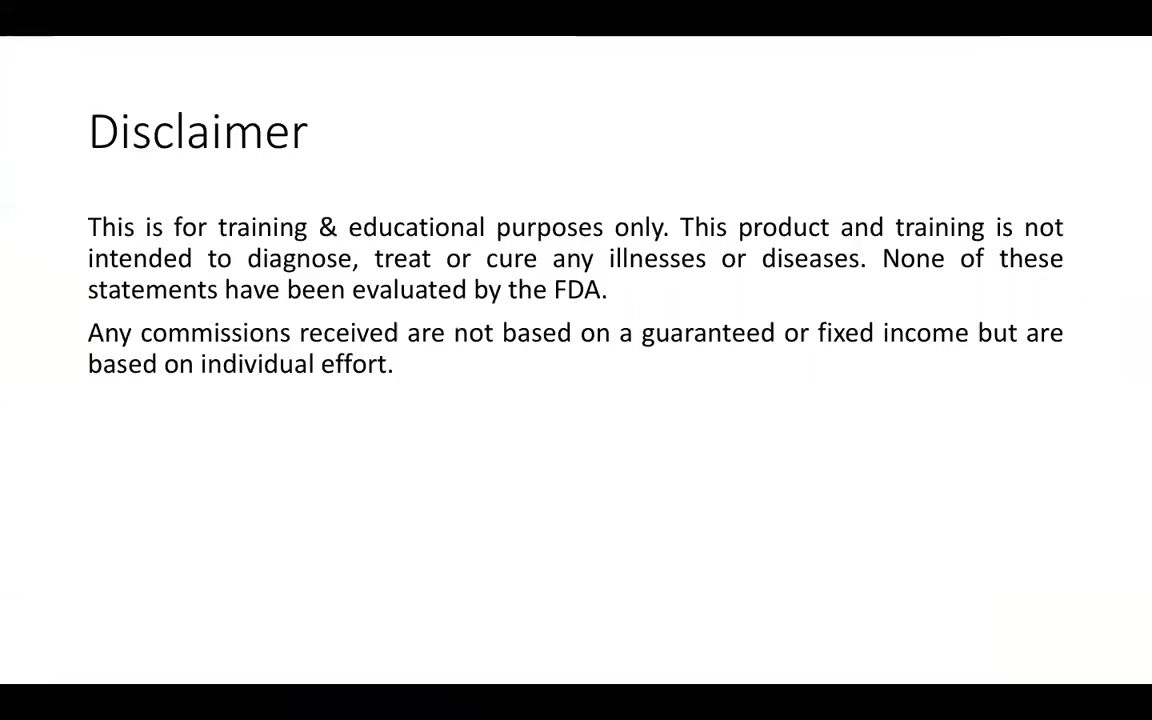 Disclaimer
This is for training & educational purposes only. This product and training is not
intended to diagnose, treat or cure any illnesses or diseases. None of these
statements have been evaluated by the FDA.
Any commissions received are not based on a guaranteed or fixed income but are
based on individual effort.